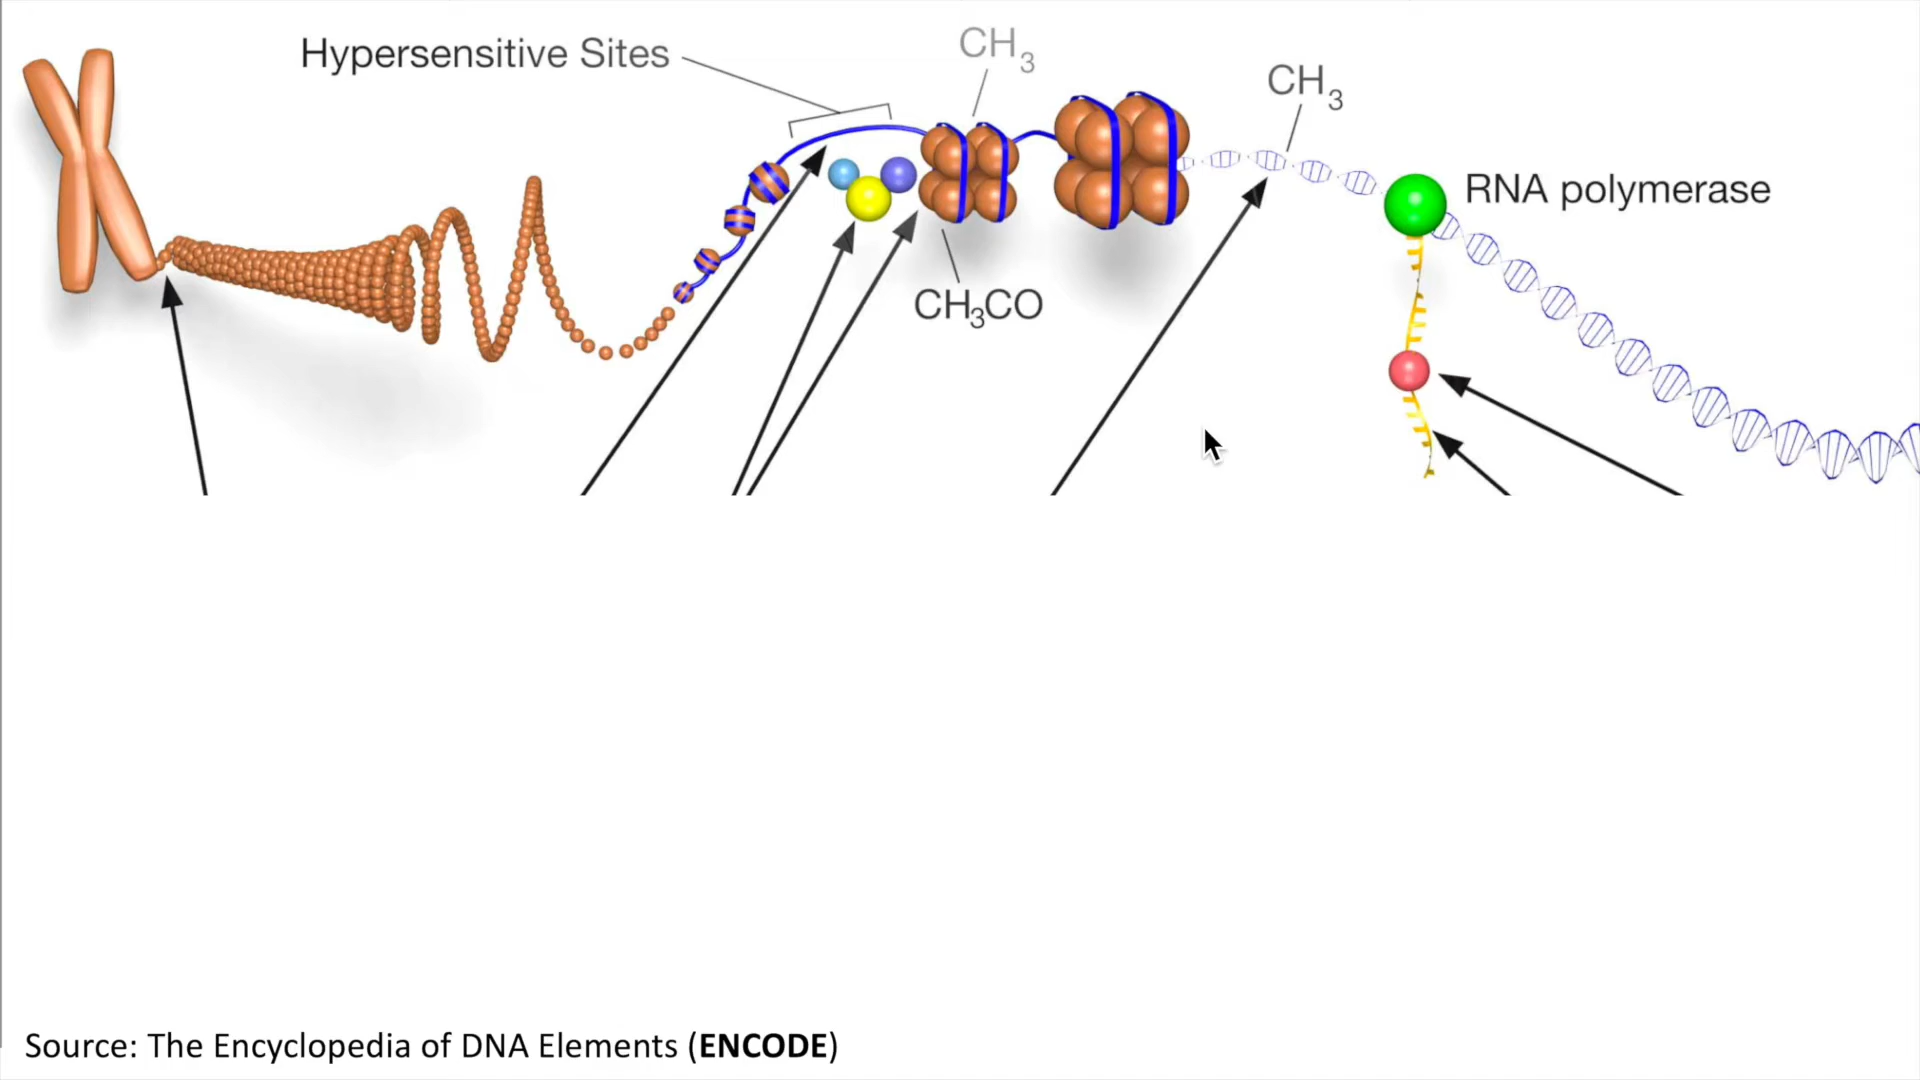 Hypersensitive Sites
CH3
CH3
RNA polymerase
CH3CO
Source: The Encyclopedia of DNA Elements (ENCODE)